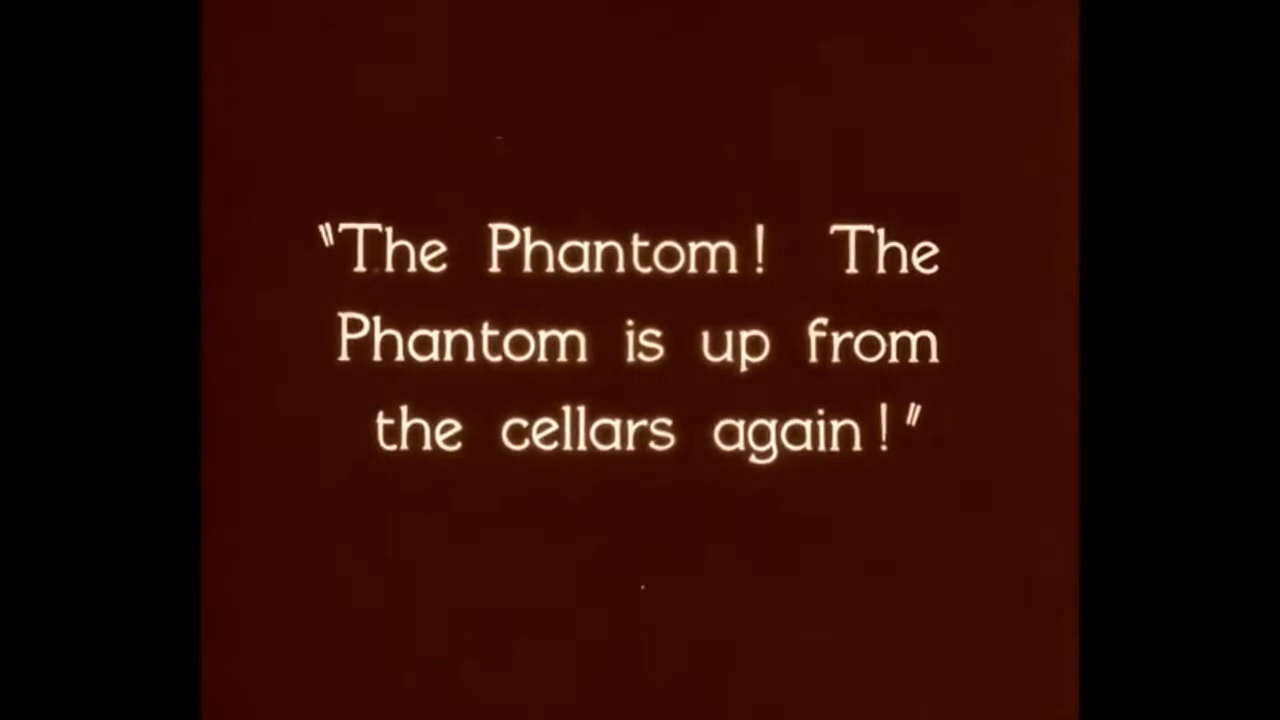 "The Phantom! The
Phantom is up from
the cellars again!"